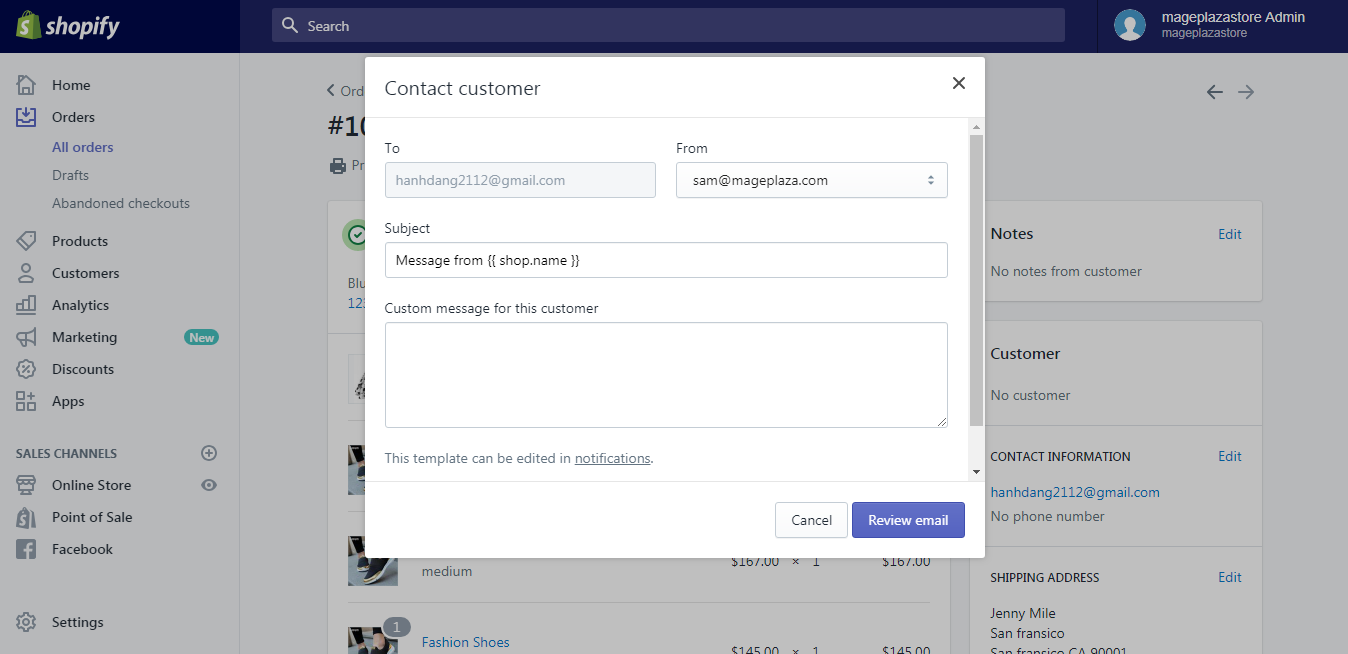 shopify
Search
mageplazastore Admin
mageplazastore
Home
Orders
All orders
Drafts
Abandoned checkouts
Products
Customers
Analytics
Marketing New
Discounts
Apps
SALES CHANNELS
Online Store
Point of Sale
Facebook
Settings
Ord
#10
Pr
Blu
123
Contact customer
To
hanhdang2112@gmail.com
From
sam@mageplaza.com
Subject
Message from {{ shop.name }}
Custom message for this customer
This template can be edited in notifications.
Cancel
Review email
medium
$167.00 × 1 $167.00
1
Fashion Shoes
$145.00 × 1 $145.00
Notes Edit
No notes from customer
Customer
No customer
CONTACT INFORMATION Edit
hanhdang2112@gmail.com
No phone number
SHIPPING ADDRESS Edit
Jenny Mile
San fransico
San fransico CA 90001